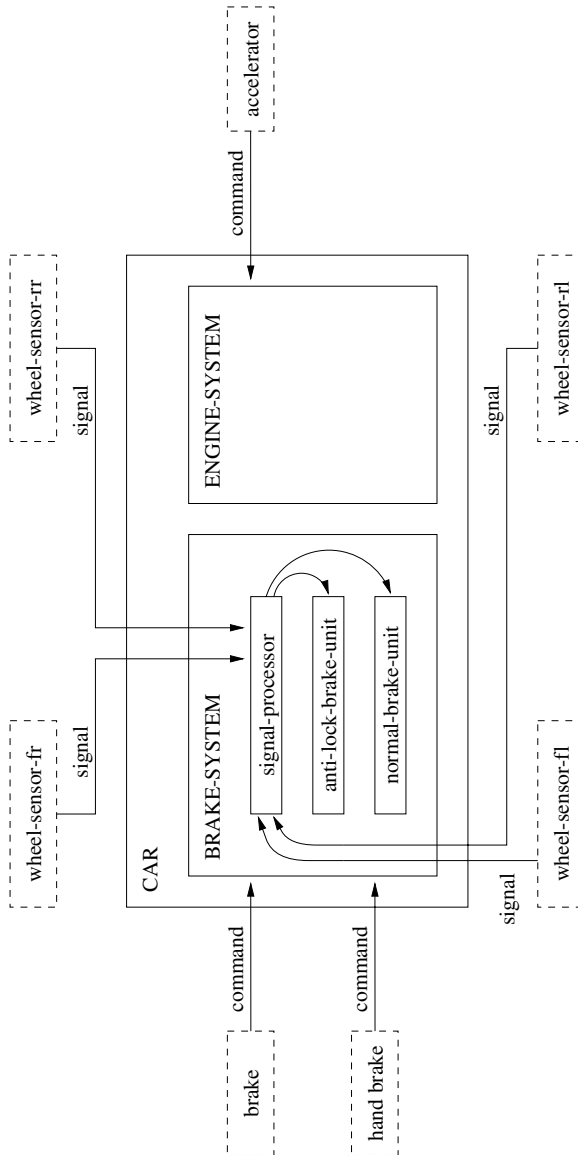 wheel-sensor-fr
wheel-sensor-rr
signal
signal
CAR
BRAKE-SYSTEM
ENGINE-SYSTEM
signal-processor
anti-lock-brake-unit
normal-brake-unit
brake
command
hand brake
command
command
accelerator
signal
signal
wheel-sensor-fl
wheel-sensor-rl